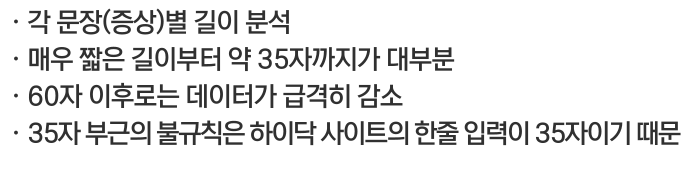 · 각 문장(증상)별 길이 분석
· 매우 짧은 길이부터 약 35자까지가 대부분
· 60자 이후로는 데이터가 급격히 감소
· 35자 부근의 불규칙은 하이닥 사이트의 한줄 입력이 35자이기 때문